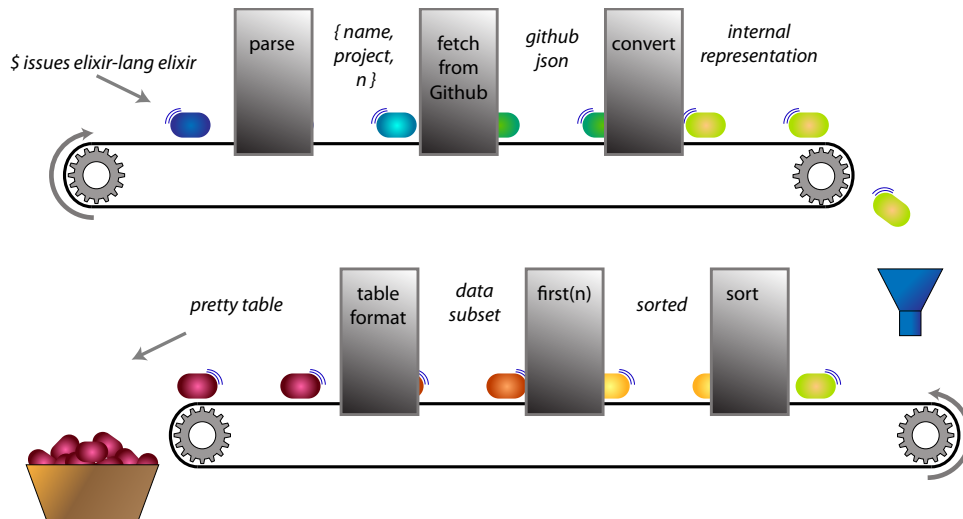 $ issues elixir-lang elixir
parse
{ name,
project,
n }
fetch
from
Github
github
json
convert
internal
representation
pretty table
table
format
data
subset
first(n)
sorted
sort